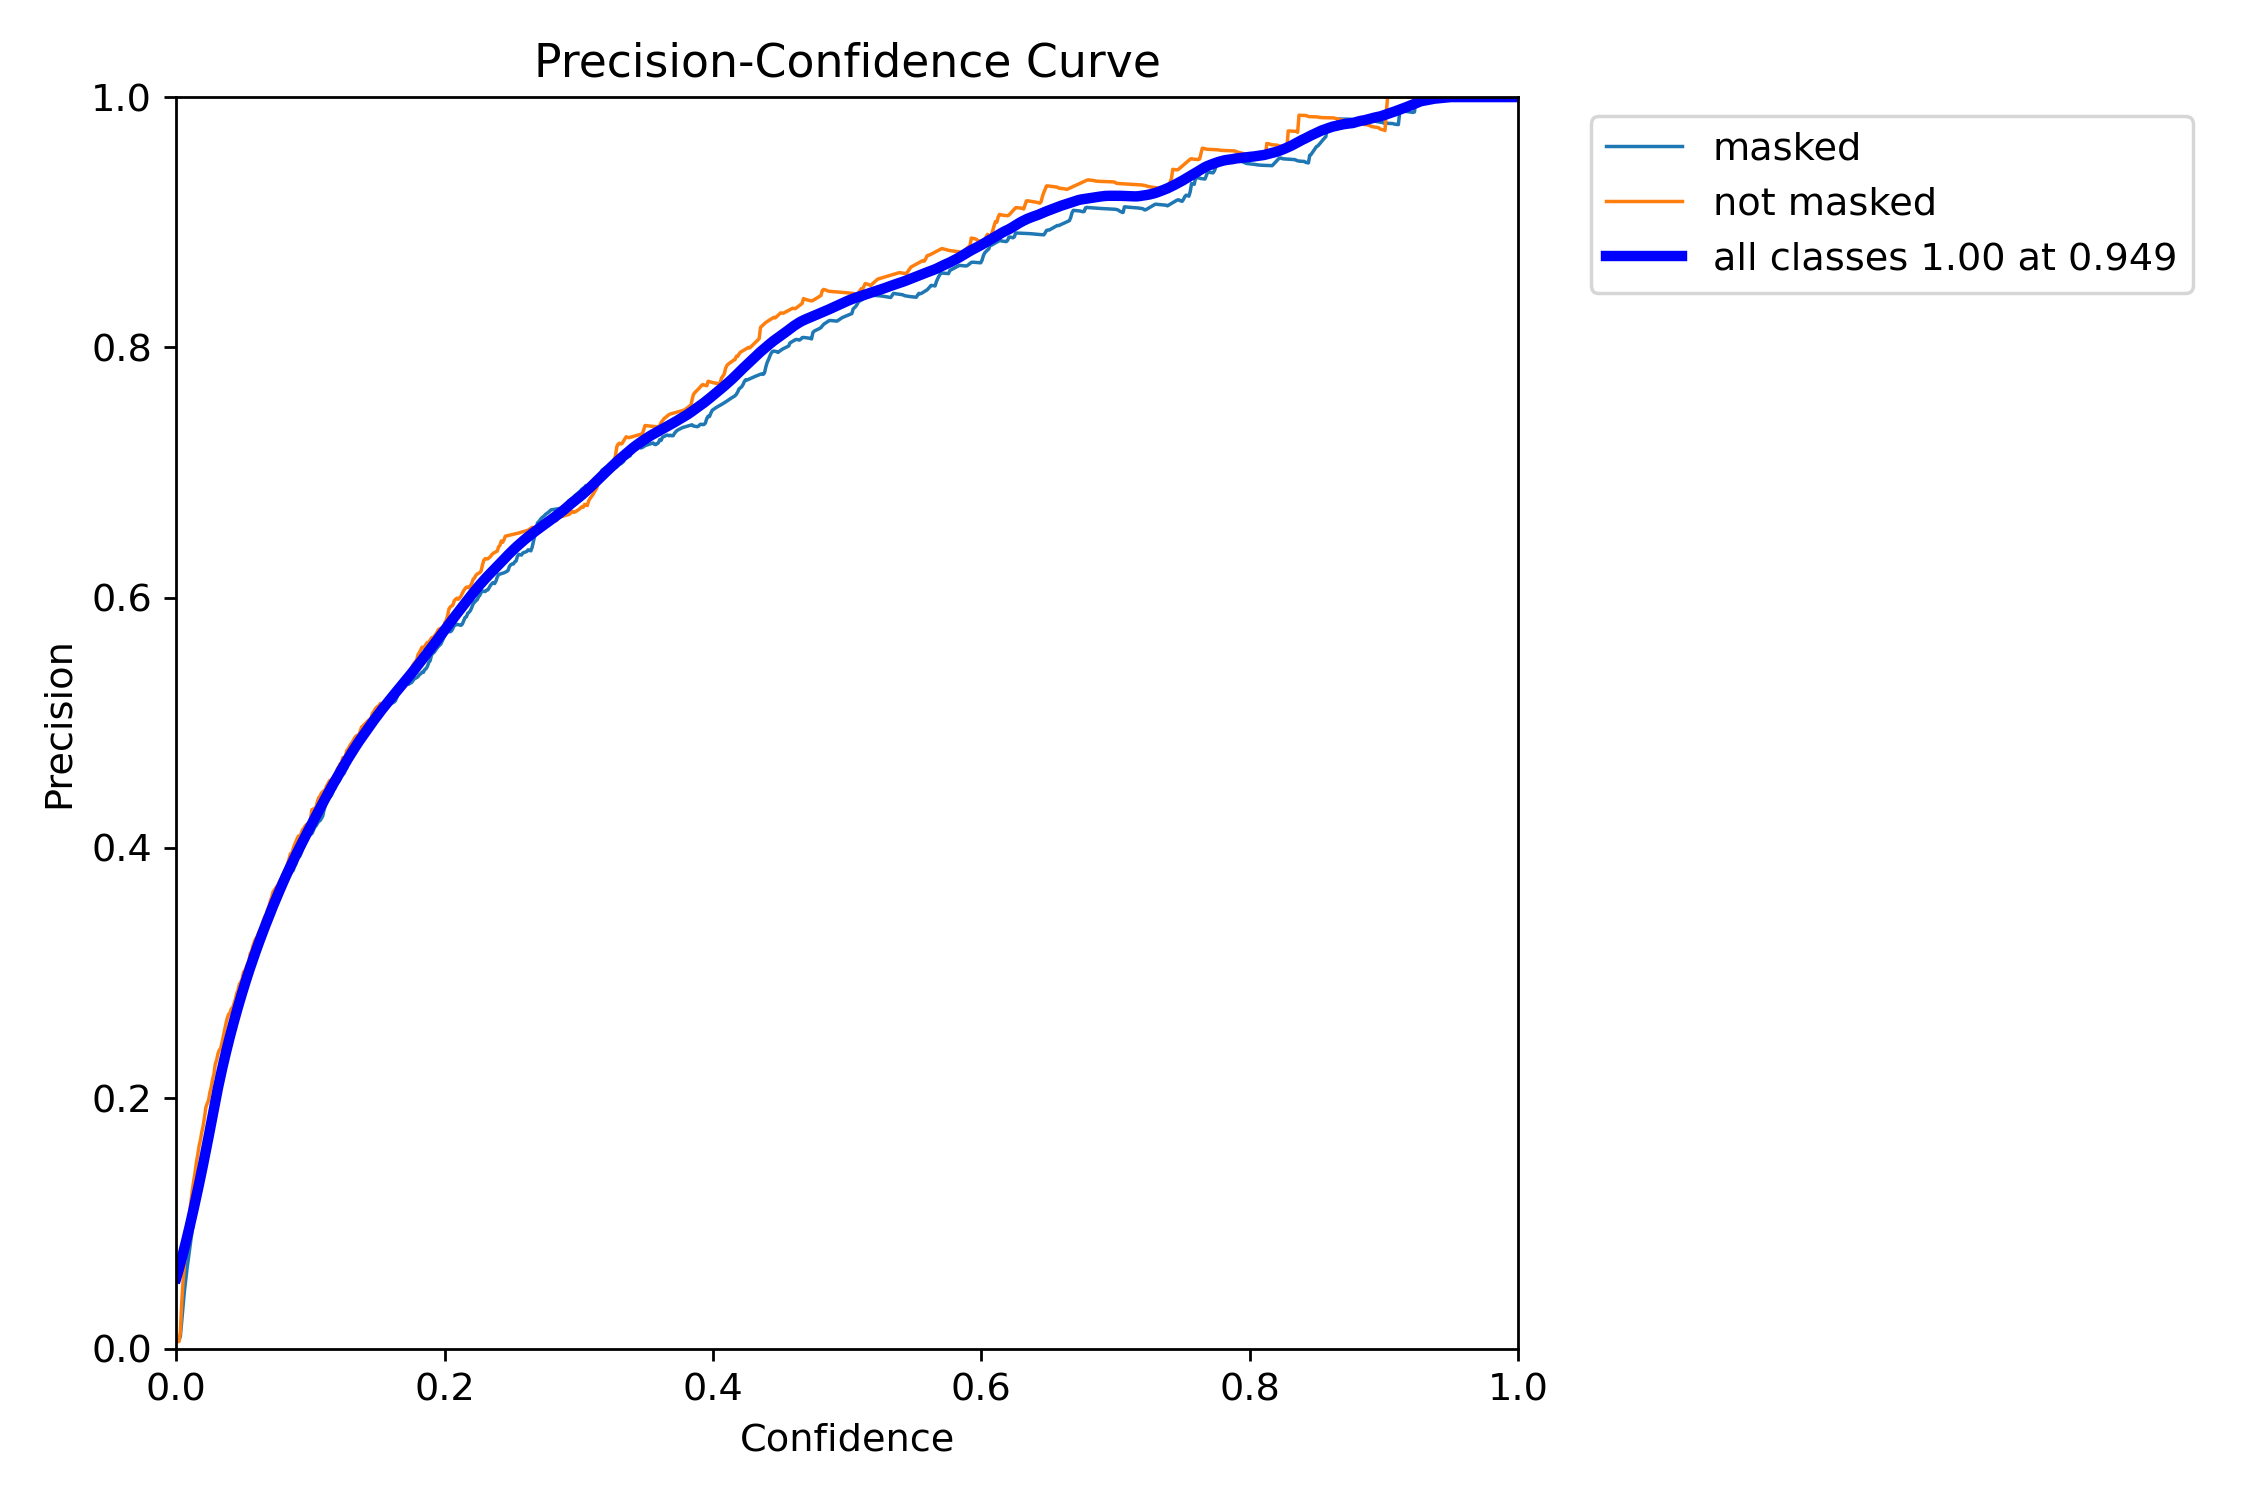 Precision-Confidence Curve
1.0
0.8
0.6
0.4
0.2
0.0
Precision
0.0 0.2 0.4 0.6 0.8 1.0
Confidence
masked
not masked
all classes 1.00 at 0.949